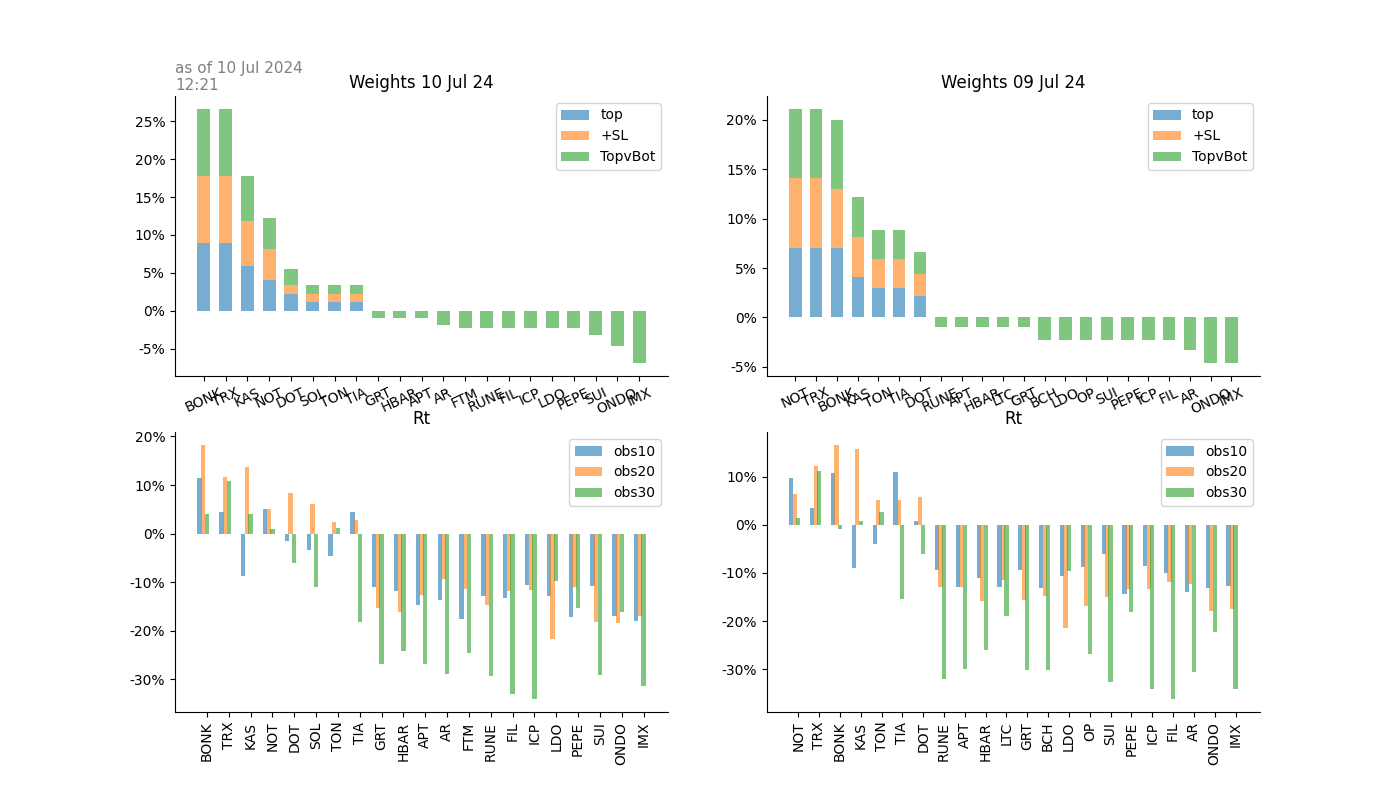 as of 10 Jul 2024
12:21
Weights 10 Jul 24
25%
20%
15%
10%
5%
0%
-5%
top
+SL
TopvBot
BONK TRX KAS NOT DOT SOL TON TIA GRT HBAR APT AR FTM RUNE FIL ICP LDO PEPE SUI ONDO IMX
Weights 09 Jul 24
20%
15%
10%
5%
0%
-5%
top
+SL
TopvBot
NOT TRX BONK KAS TON TIA DOT RUNE APT HBAR LTC GRT BCH LDO OP SUI PEPE ICP FIL AR ONDO IMX
Rt
20%
10%
0%
-10%
-20%
-30%
obs10
obs20
obs30
BONK TRX KAS NOT DOT SOL TON TIA GRT HBAR APT AR FTM RUNE FIL ICP LDO PEPE SUI ONDO IMX
Rt
10%
0%
-10%
-20%
-30%
obs10
obs20
obs30
NOT TRX BONK KAS TON TIA DOT RUNE APT HBAR LTC GRT BCH LDO OP SUI PEPE ICP FIL AR ONDO IMX